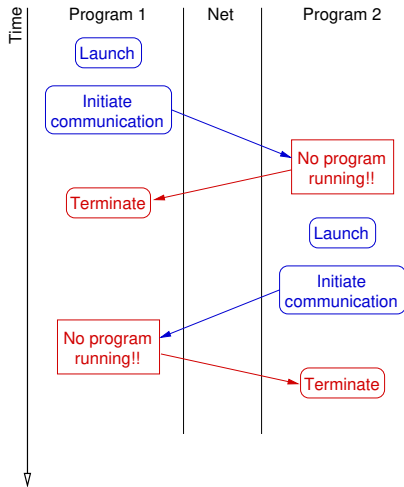 Time
Program 1
Net
Program 2
Launch
Initiate
communication
No program
running!!
Terminate
Launch
Initiate
communication
No program
running!!
Terminate